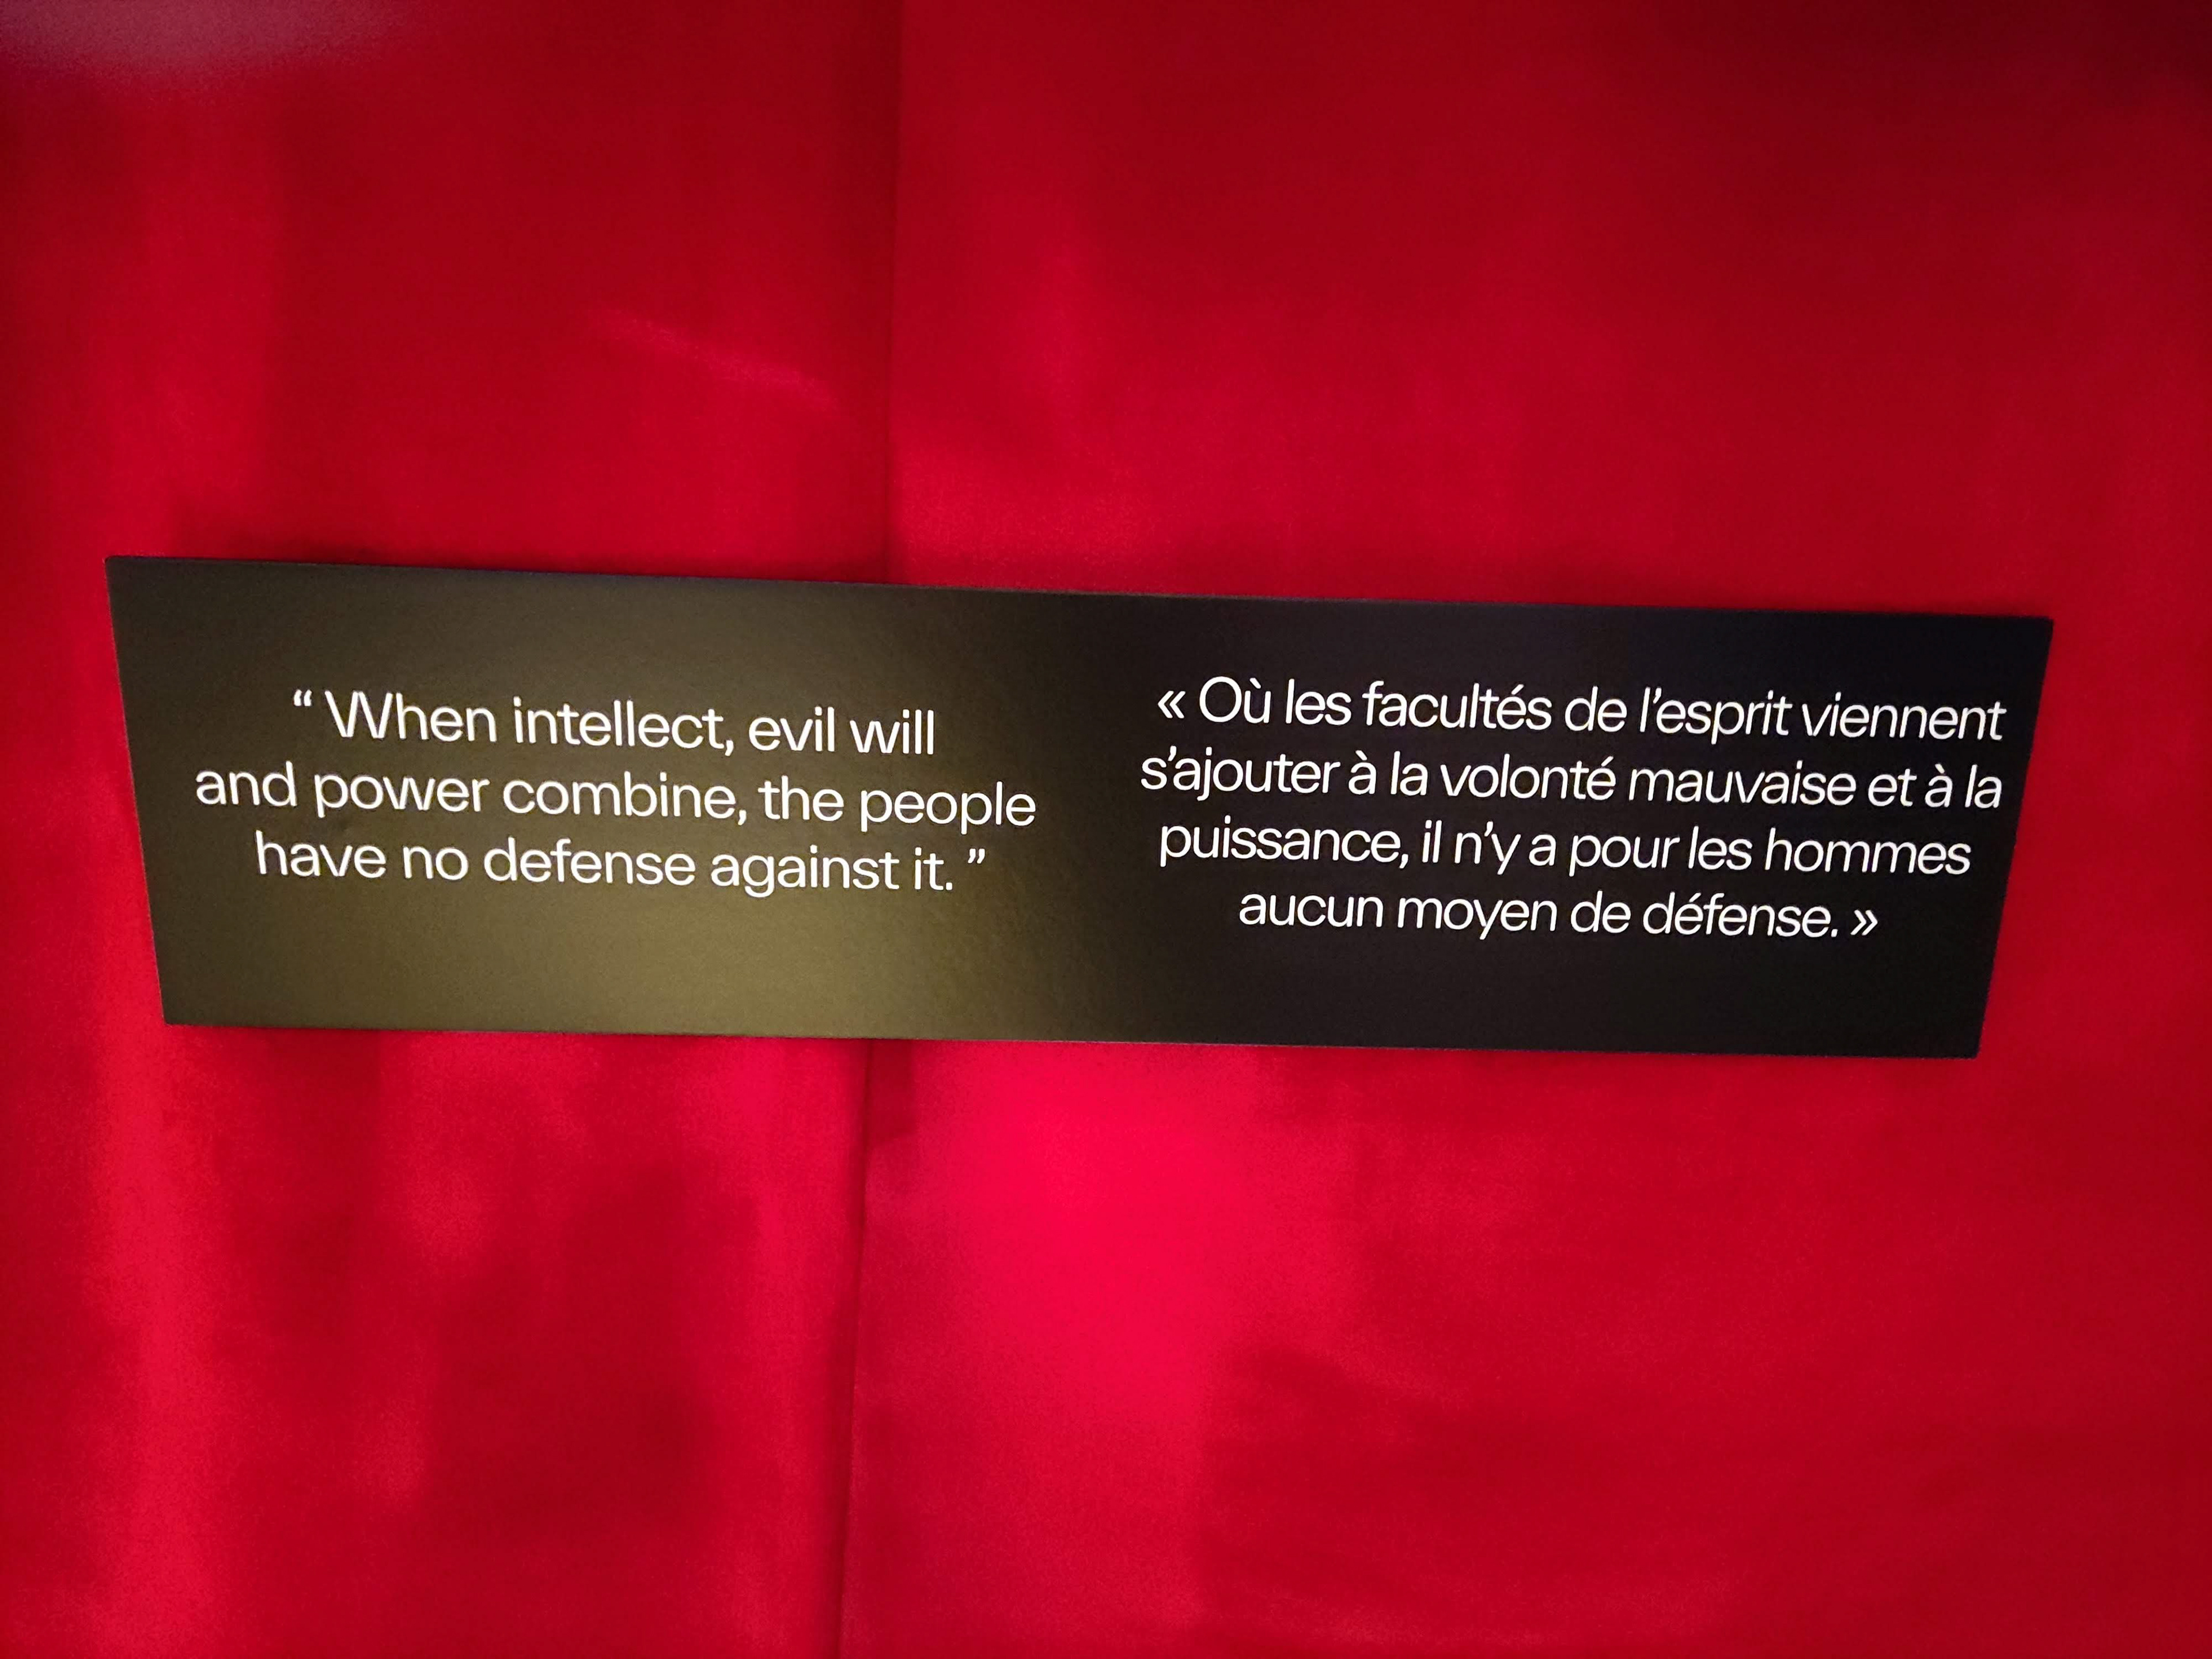 “ When intellect, evil will
and power combine, the people
have no defense against it. ”
« Où les facultés de l’esprit viennent
s’ajouter à la volonté mauvaise et à la
puissance, il n’y a pour les hommes
aucun moyen de défense. »